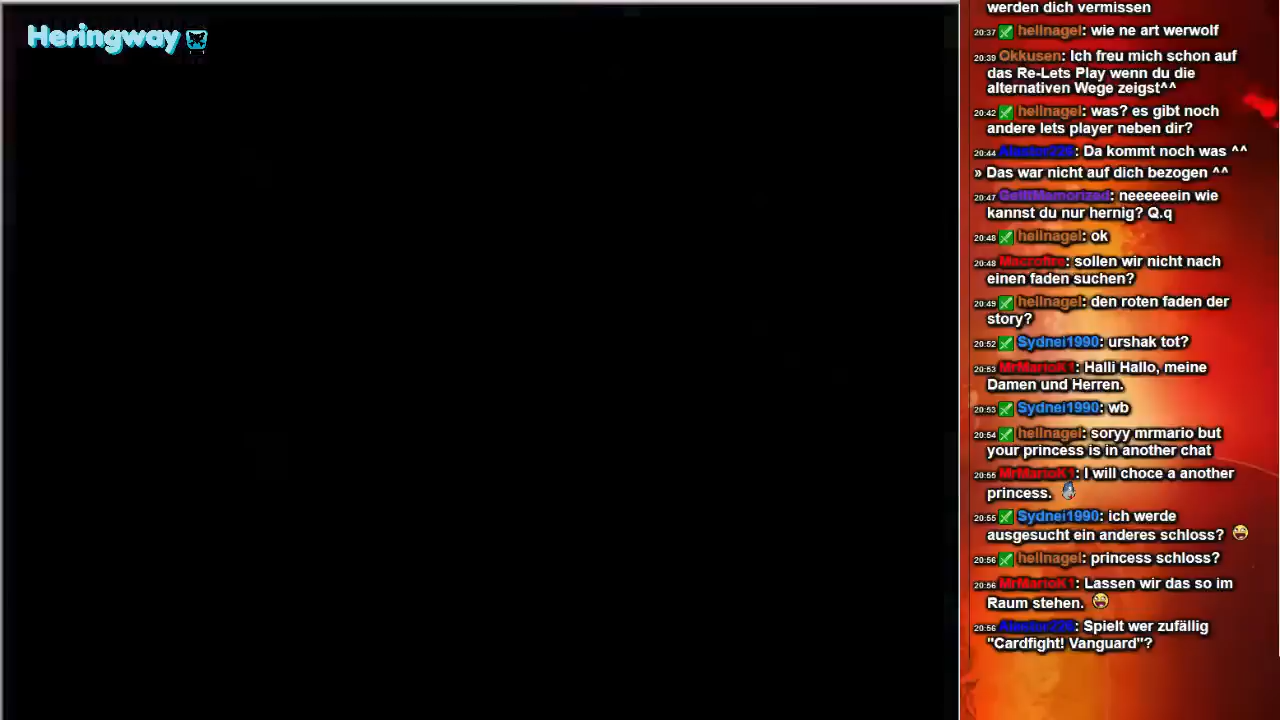 Heringway
werden dich vermissen
20:37 hellnagel: wie ne art werwolf
20:39 Okkusen: Ich freu mich schon auf
das Re-Lets Play wenn du die
alternativen Wege zeigst^^
20:42 hellnagel: was? es gibt noch
andere lets player neben dir?
20:44 : Da kommt noch was ^^
» Das war nicht auf dich bezogen ^^
20:47 GetItMemorized: neeeeeein wie
kannst du nur hernig? Q.q
20:48 hellnagel: ok
20:48 Macrofire: sollen wir nicht nach
einen faden suchen?
20:49 hellnagel: den roten faden der
story?
20:52 Sydnei1990: urshak tot?
20:53 MrMarioK1: Halli Hallo, meine
Damen und Herren.
20:53 Sydnei1990: wb
20:54 hellnagel: soryy mrmario but
your princess is in another chat
20:55 MrMarioK1: I will choce a another
princess.
20:55 Sydnei1990: ich werde
ausgesucht ein anderes schloss?
20:56 hellnagel: princess schloss?
20:56 MrMarioK1: Lassen wir das so im
Raum stehen.
20:56 : Spielt wer zufällig
"Cardfight! Vanguard"?